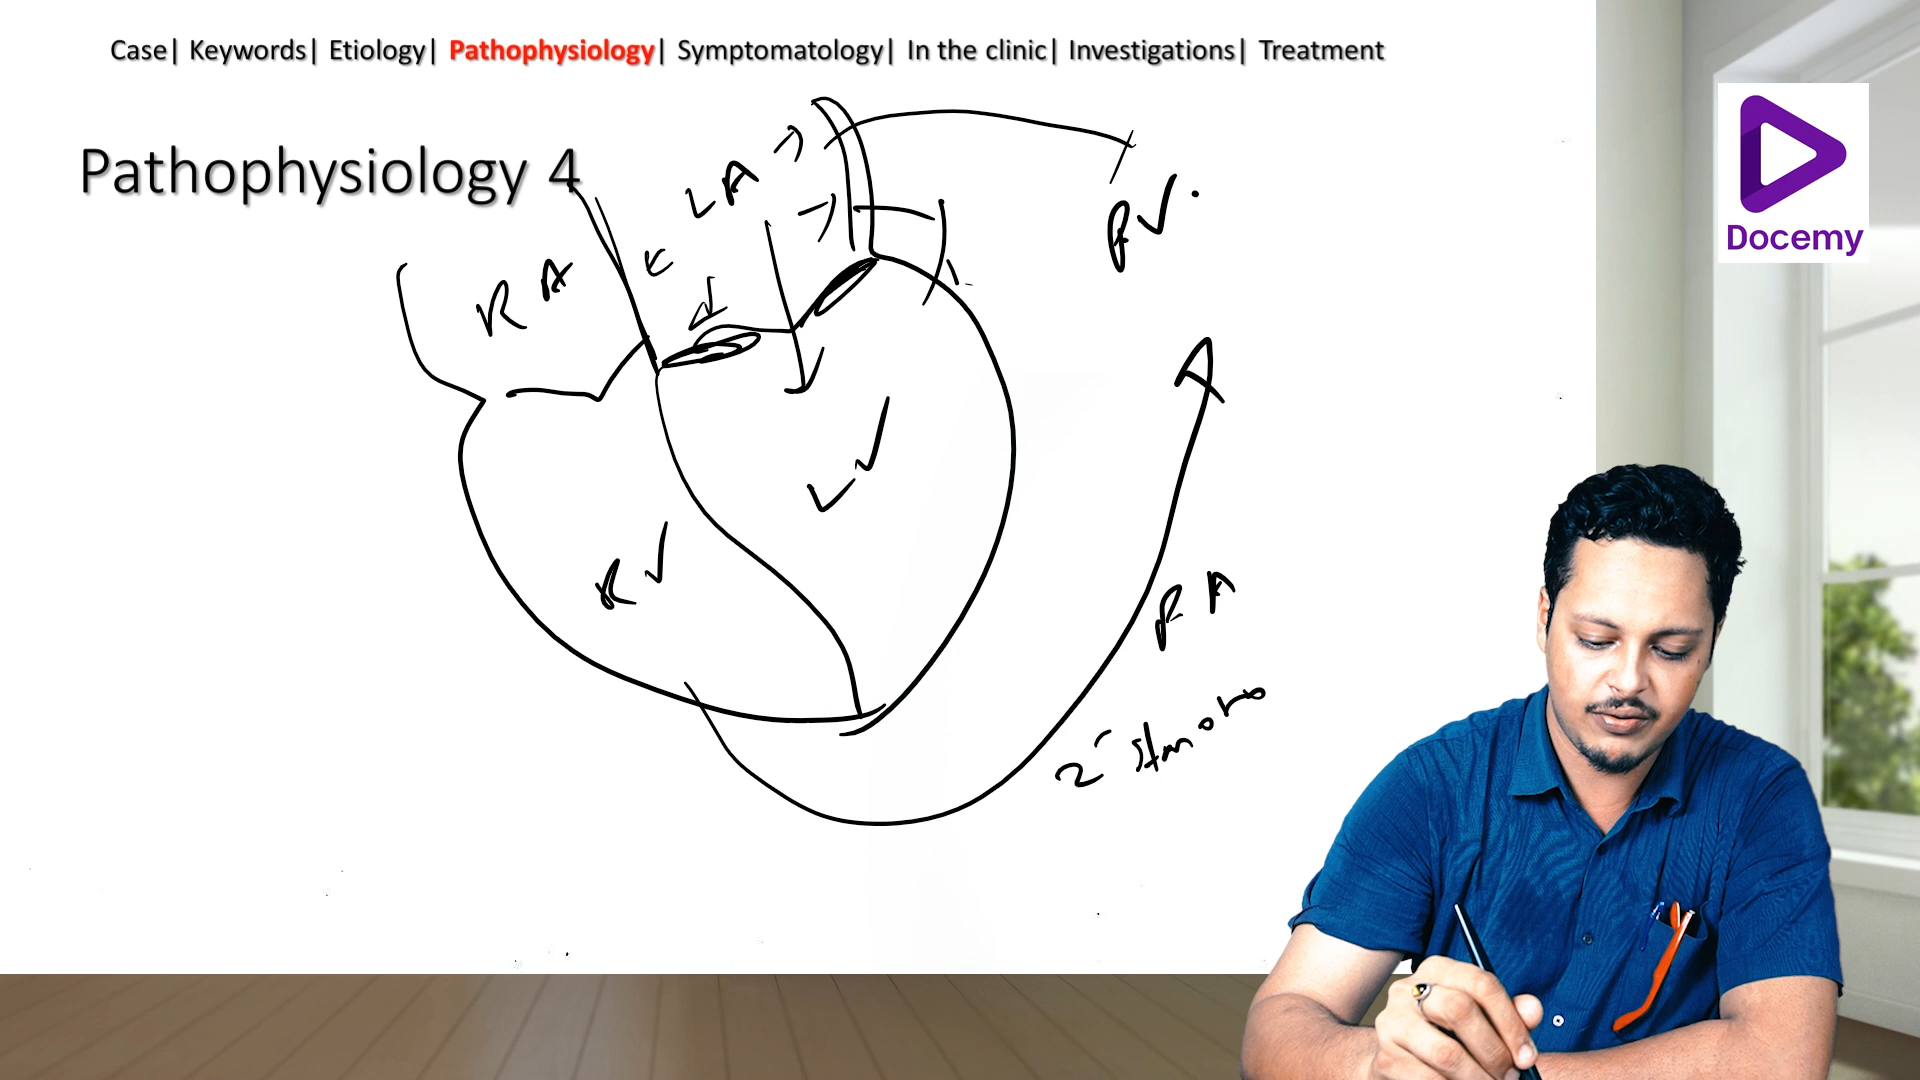 Case| Keywords| Etiology| Pathophysiology| Symptomatology| In the clinic| Investigations| Treatment
Pathophysiology 4
Docemy
LA
PV.
RA
LV
RV
PA
2°